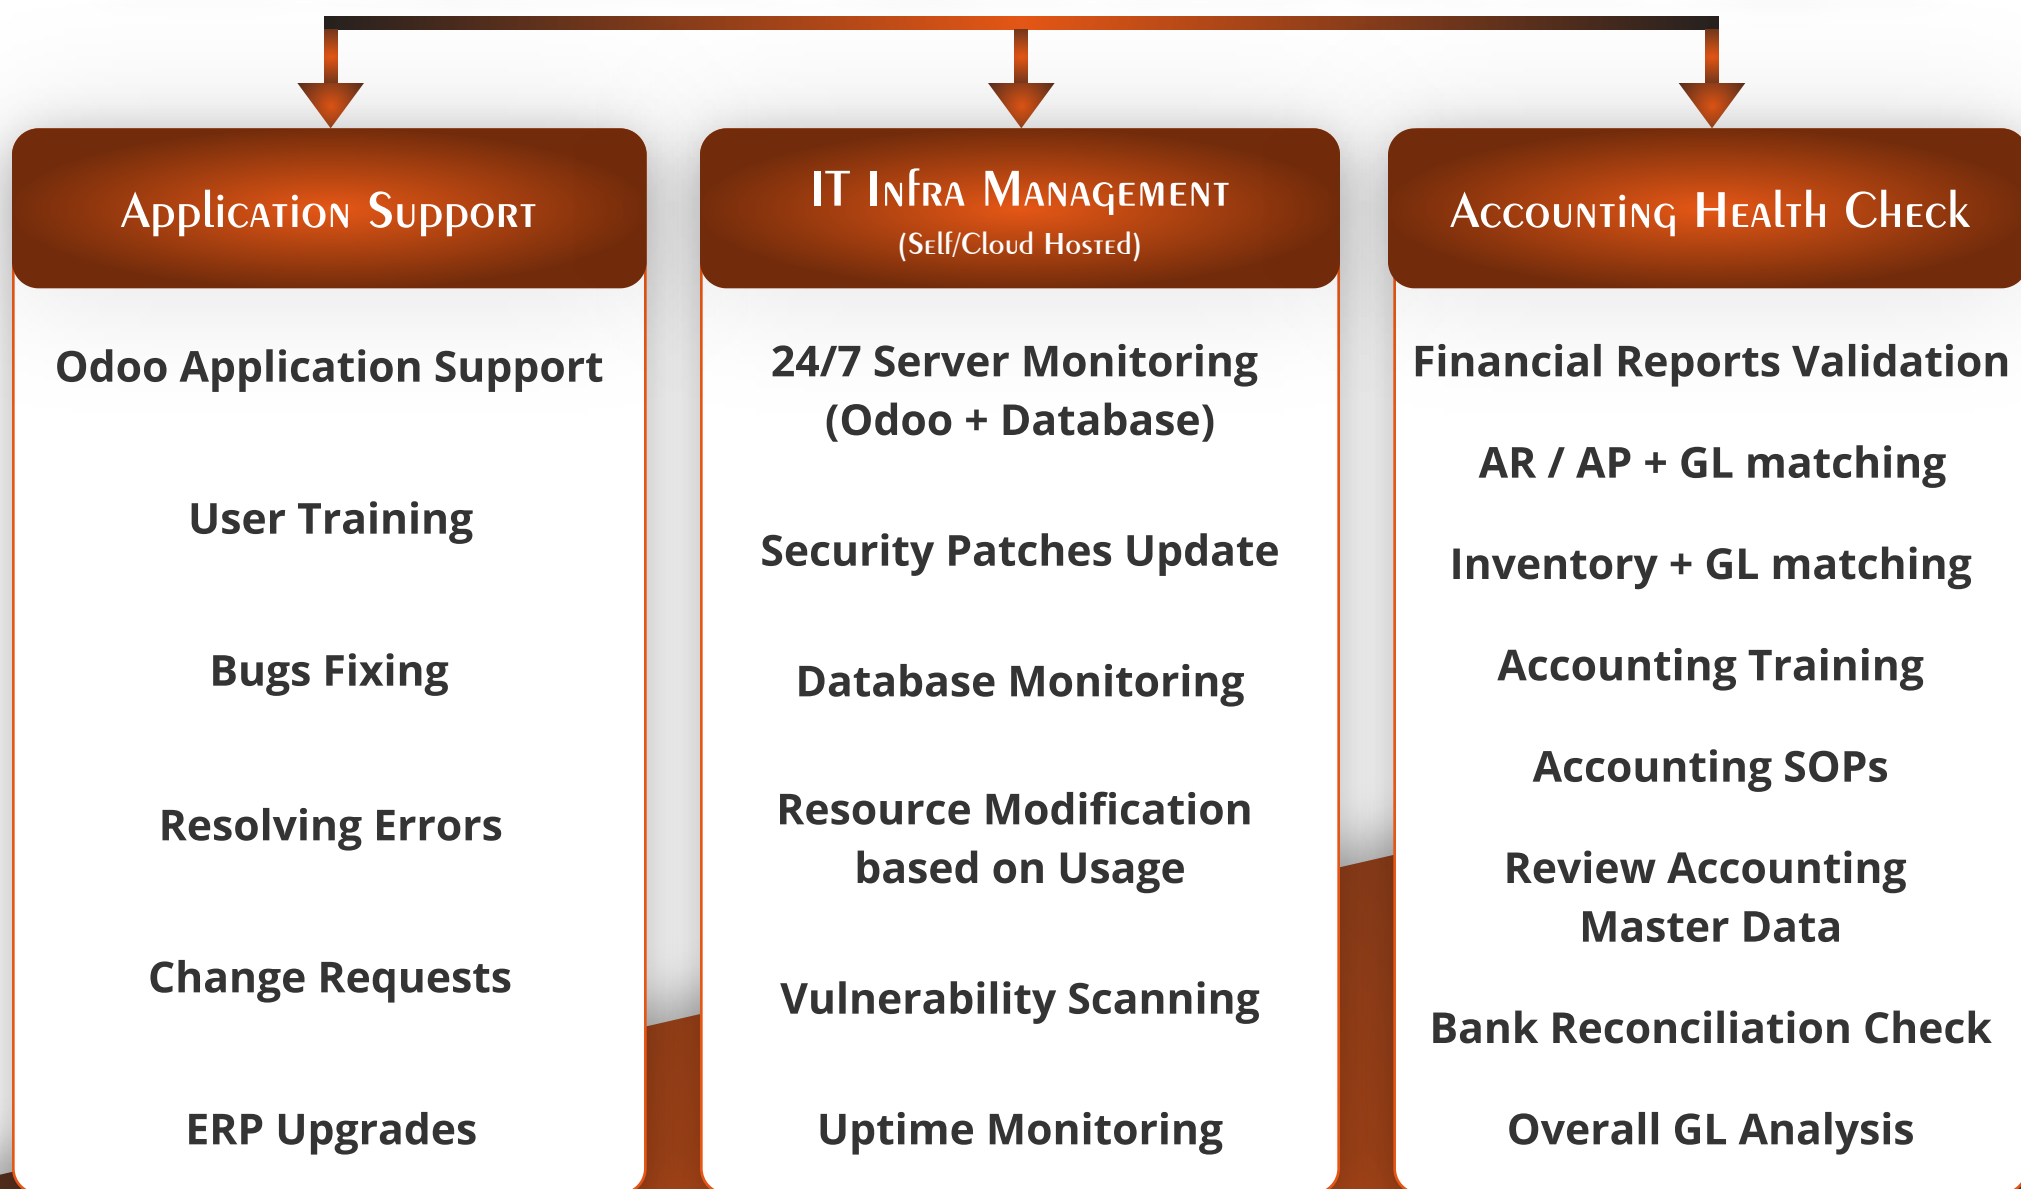 Application Support
Odoo Application Support
User Training
Bugs Fixing
Resolving Errors
Change Requests
ERP Upgrades
IT Infra Management
(Self/Cloud Hosted)
24/7 Server Monitoring
(Odoo + Database)
Security Patches Update
Database Monitoring
Resource Modification
based on Usage
Vulnerability Scanning
Uptime Monitoring
Accounting Health Check
Financial Reports Validation
AR / AP + GL matching
Inventory + GL matching
Accounting Training
Accounting SOPs
Review Accounting
Master Data
Bank Reconciliation Check
Overall GL Analysis